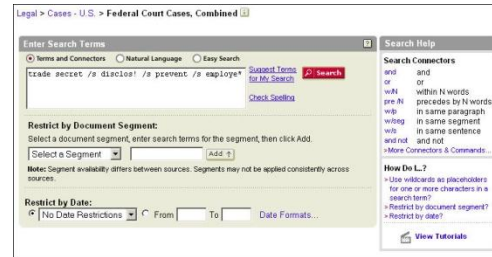 Legal > Cases - U.S. > Federal Court Cases, Combined
Enter Search Terms
Terms and Connectors Natural Language Easy Search
trade secret /s disclos! /s prevent /s employe*
Suggest Terms
for My Search
Search
Check Spelling
Restrict by Document Segment:
Select a document segment, enter search terms for the segment, then click Add.
Select a Segment Add
Note: Segment availability differs between sources. Segments may not be applied consistently across
sources.
Restrict by Date:
No Date Restrictions From To Date Formats...
Search Help
Search Connectors
and and
or or
w/N within N words
pre /N precedes by N words
w/p in same paragraph
w/seg in same segment
w/s in same sentence
and not and not
>More Connectors & Commands...
How Do I...?
>Use wildcards as placeholders
for one or more characters in a
search term?
>Restrict by document segment?
>Restrict by date?
View Tutorials